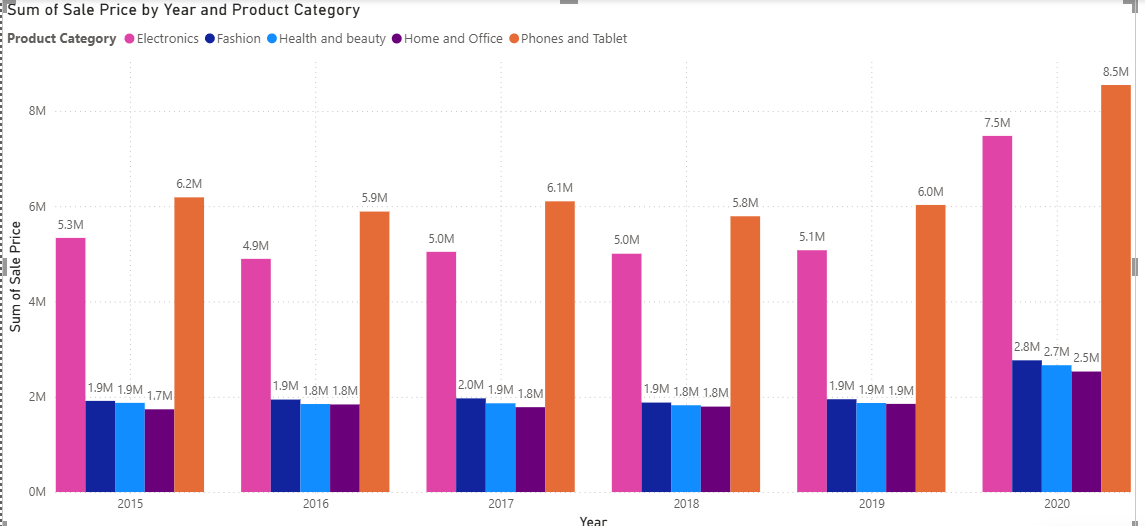 Sum of Sale Price by Year and Product Category
Product Category Electronics Fashion Health and beauty Home and Office Phones and Tablet
Sum of Sale Price
8M
6M
4M
2M
0M
5.3M 1.9M 1.9M 1.7M 6.2M
4.9M 1.9M 1.8M 1.8M 5.9M
5.0M 2.0M 1.9M 1.8M 6.1M
5.0M 1.9M 1.8M 1.8M 5.8M
5.1M 1.9M 1.9M 1.9M 6.0M
7.5M 2.8M 2.7M 2.5M 8.5M
2015 2016 2017 2018 2019 2020
Year